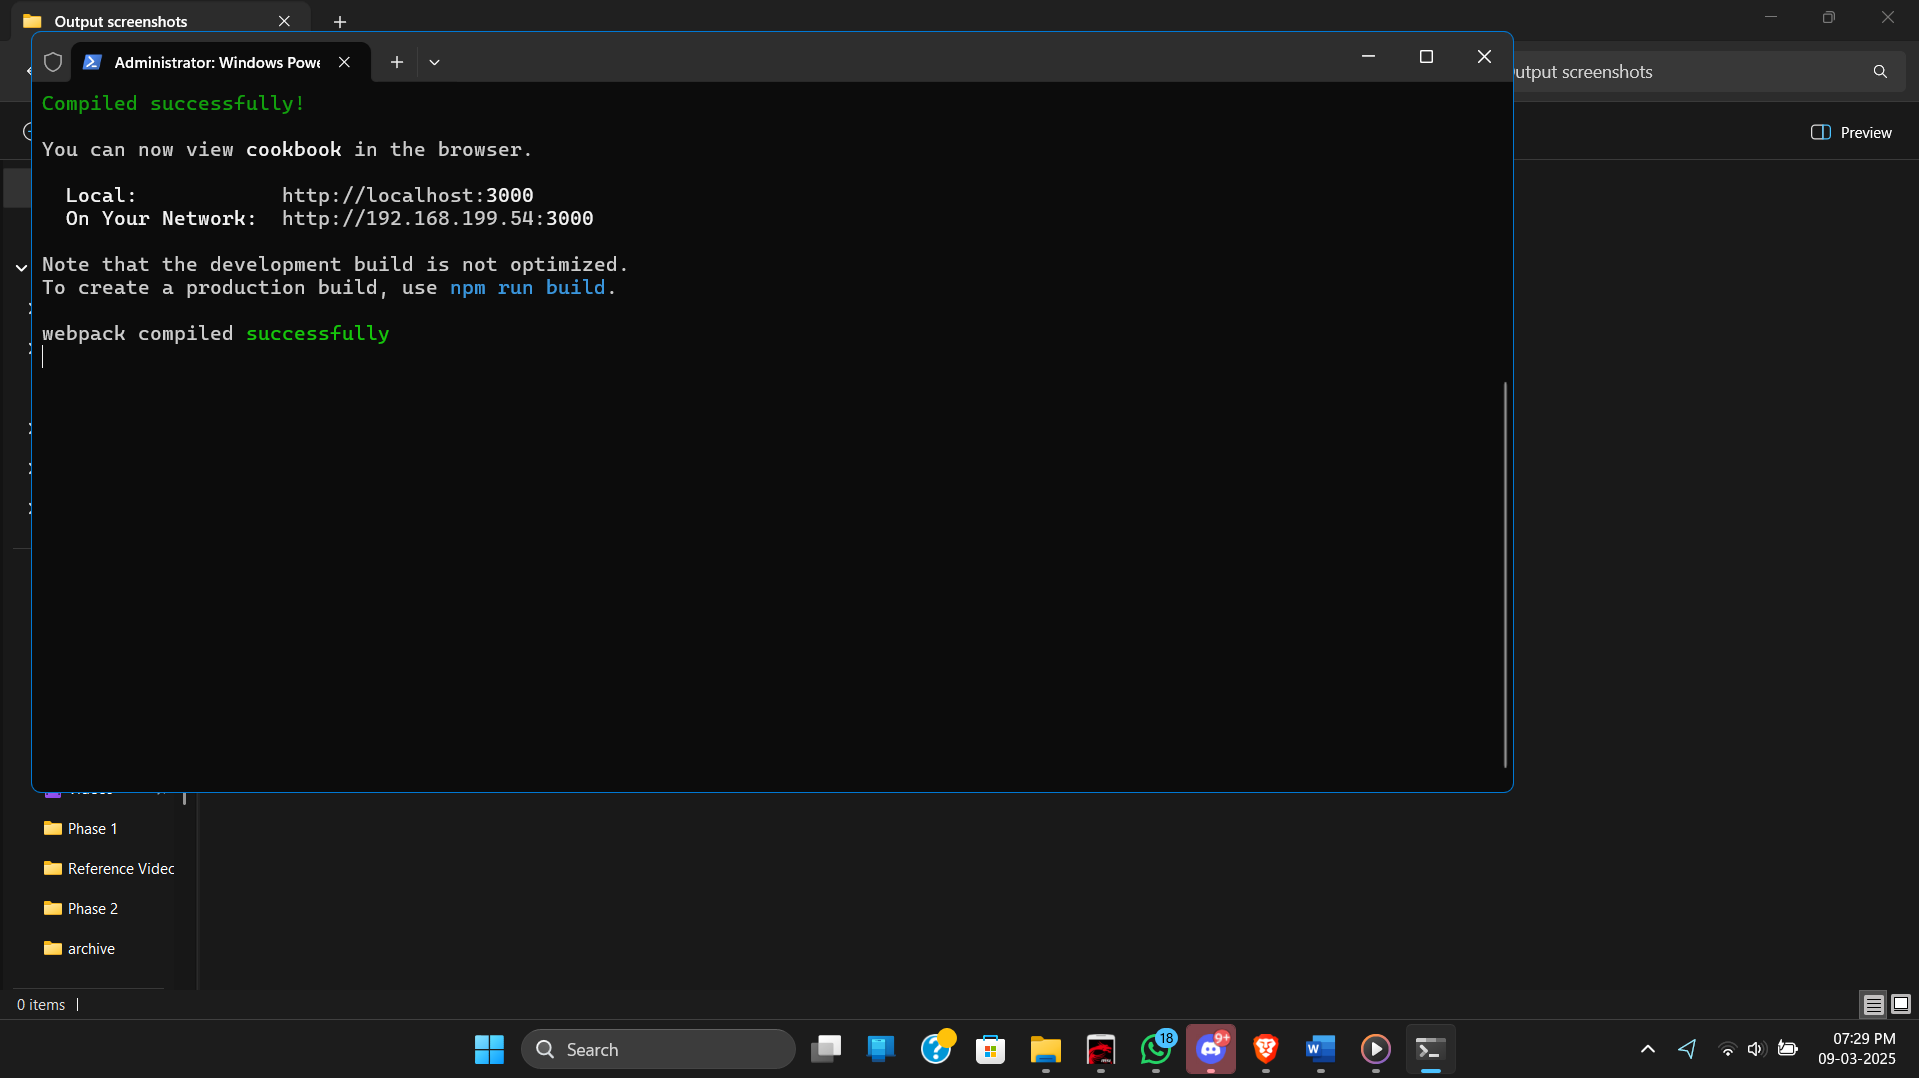 Output screenshots
Administrator: Windows Powe
utput screenshots
Preview
Compiled successfully!
You can now view cookbook in the browser.
Local: http://localhost:3000
On Your Network: http://192.168.199.54:3000
Note that the development build is not optimized.
To create a production build, use npm run build.
webpack compiled successfully
Phase 1
Reference Videc
Phase 2
archive
0 items
Search
18
9+
07:29 PM
09-03-2025